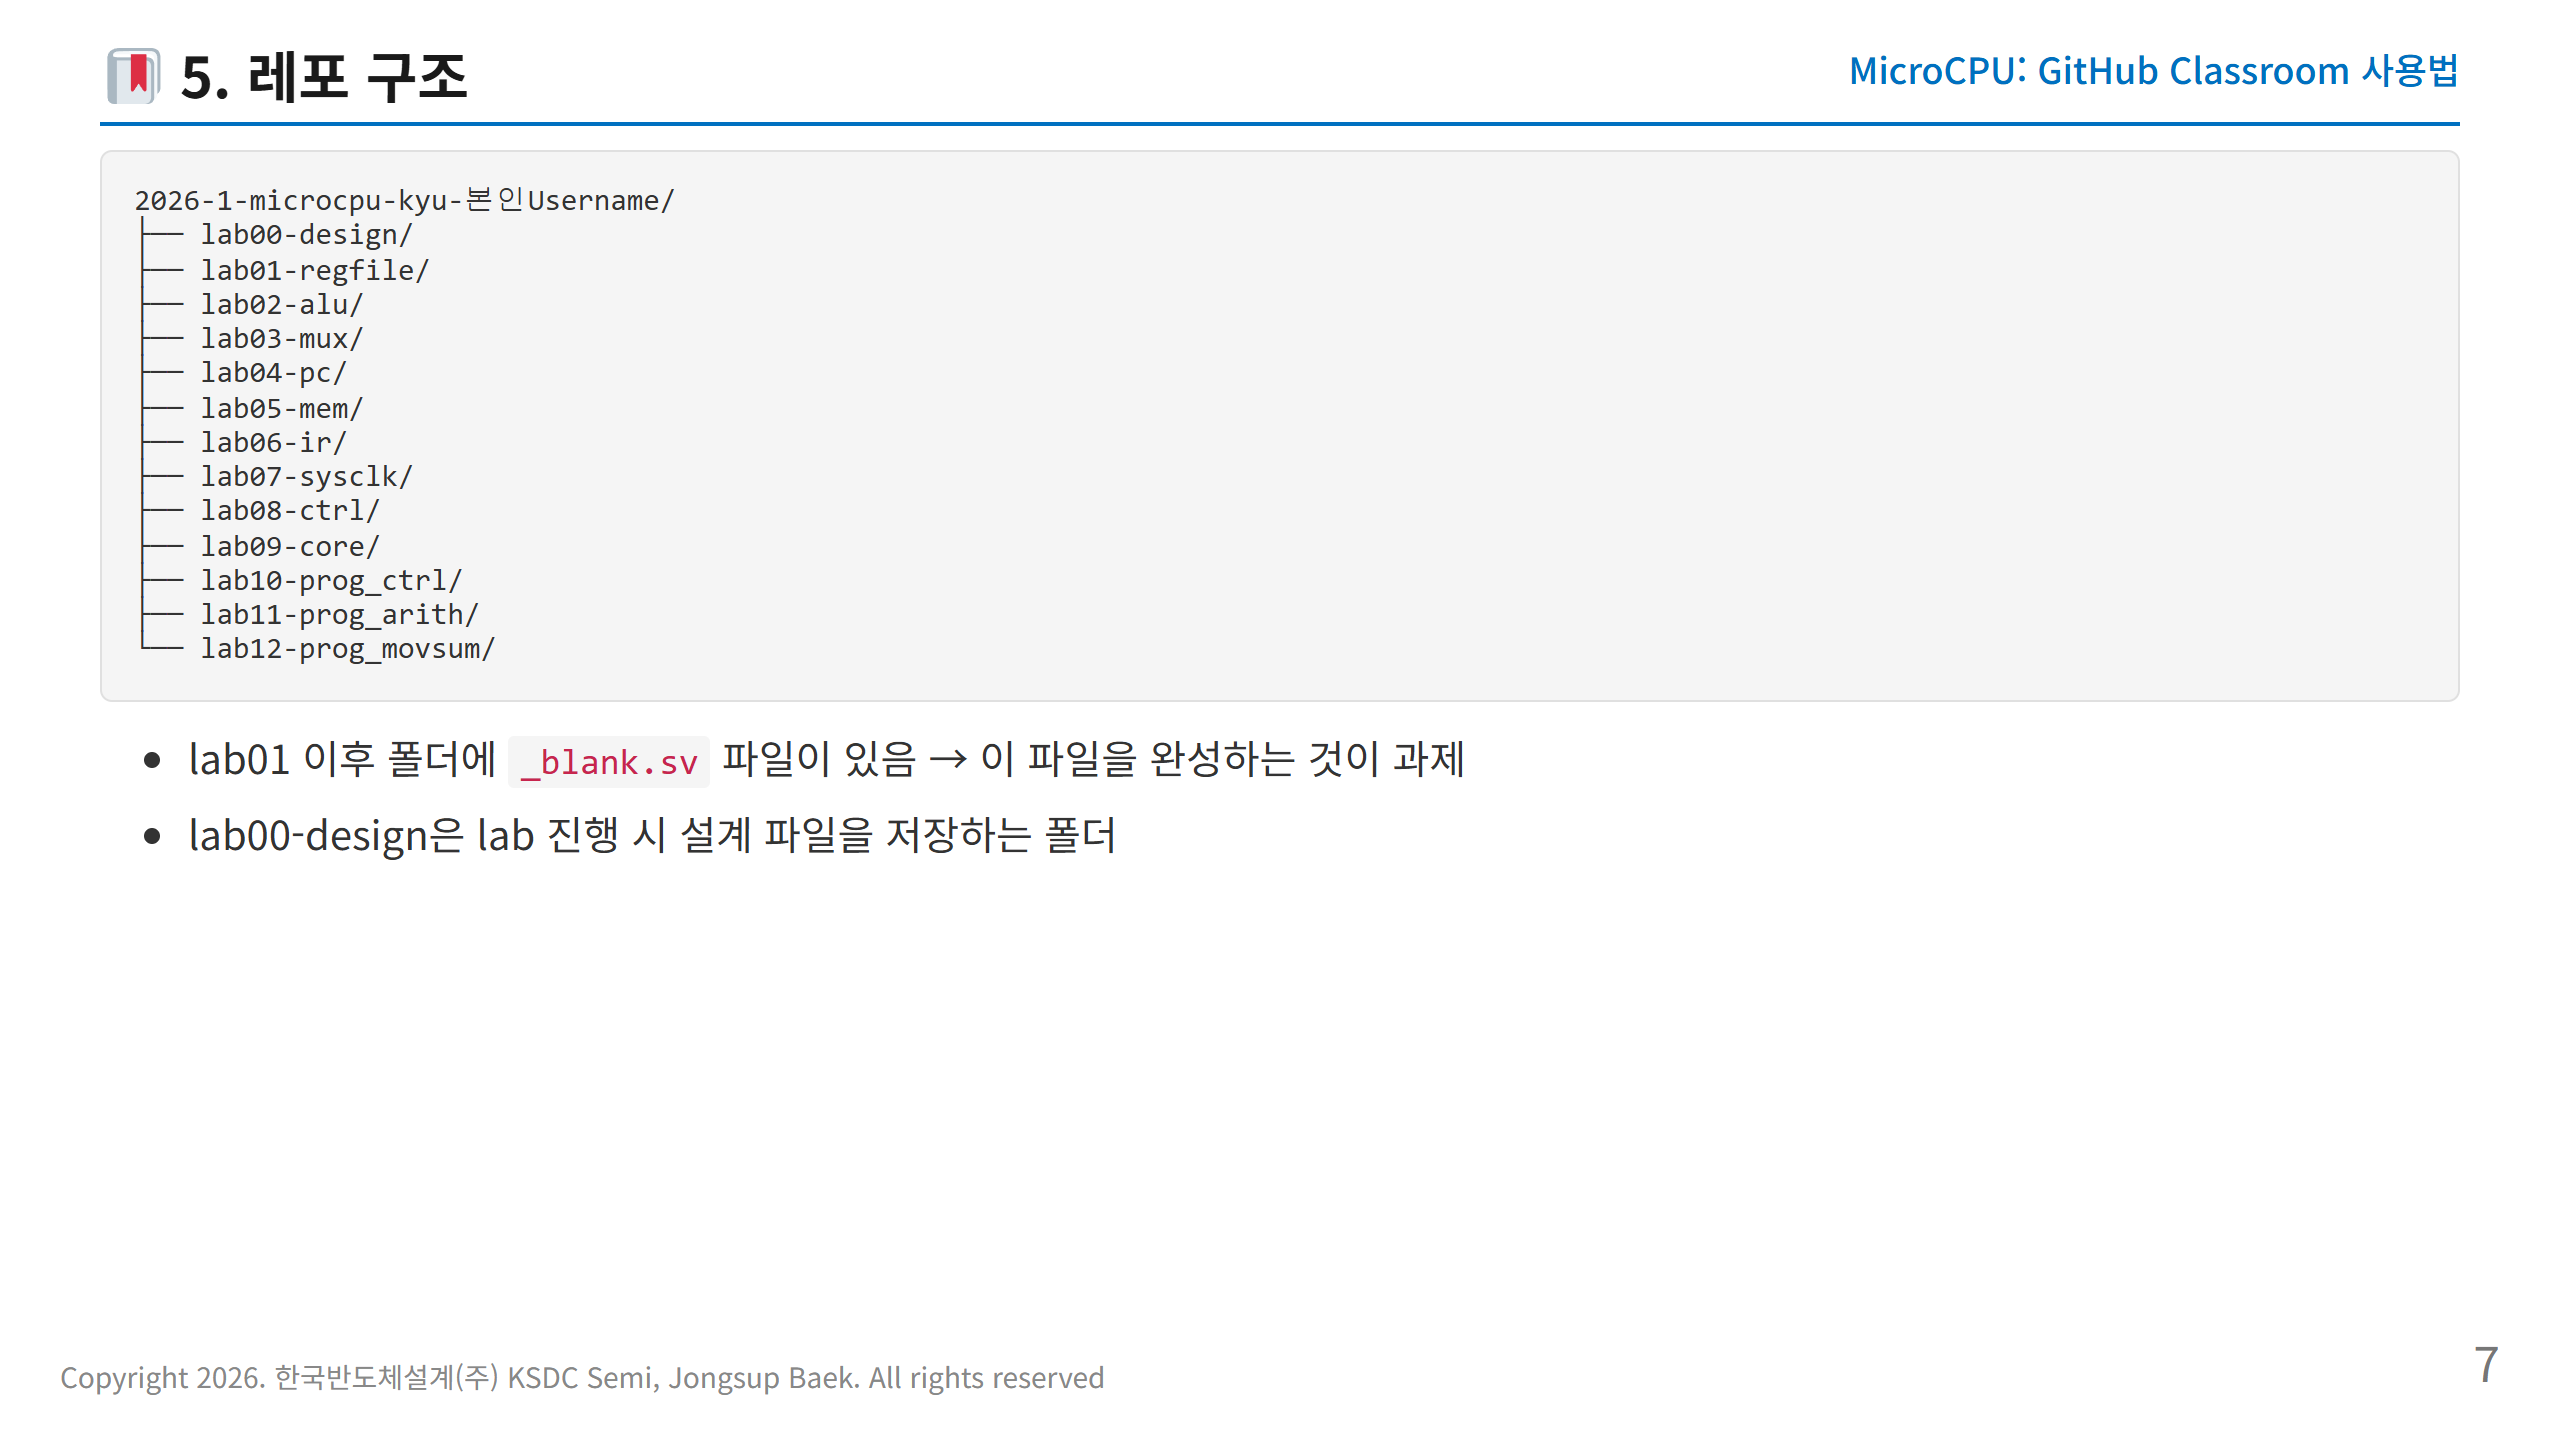 5. 레포 구조
MicroCPU: GitHub Classroom 사용법
2026-1-microcpu-kyu-본인Username/
├── lab00-design/
├── lab01-regfile/
├── lab02-alu/
├── lab03-mux/
├── lab04-pc/
├── lab05-mem/
├── lab06-ir/
├── lab07-sysclk/
├── lab08-ctrl/
├── lab09-core/
├── lab10-prog_ctrl/
├── lab11-prog_arith/
└── lab12-prog_movsum/
• lab01 이후 폴더에 _blank.sv 파일이 있음 → 이 파일을 완성하는 것이 과제
• lab00-design은 lab 진행 시 설계 파일을 저장하는 폴더
Copyright 2026. 한국반도체설계(주) KSDC Semi, Jongsup Baek. All rights reserved
7